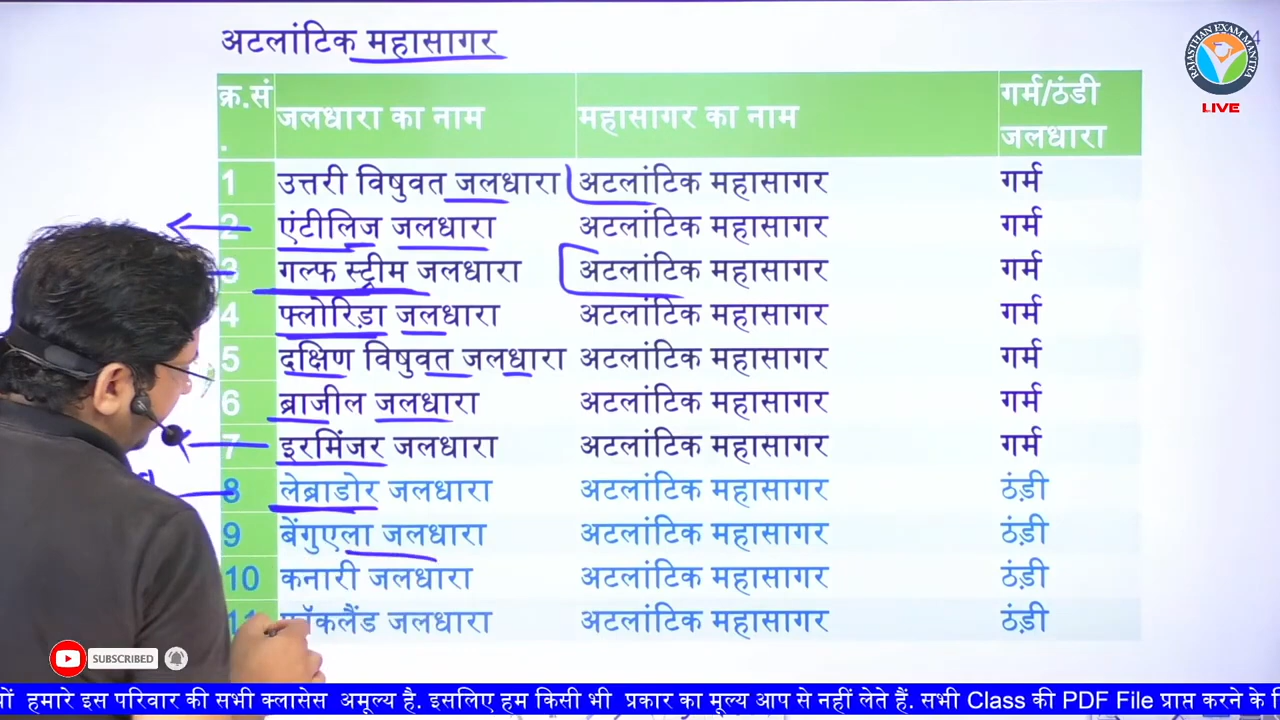 अटलांटिक महासागर
RAJASTHAN EXAM MANTRA
LIVE
क्र.सं. जलधारा का नाम महासागर का नाम गर्म/ठंडी जलधारा
1 उत्तरी विषुवत जलधारा अटलांटिक महासागर गर्म
2 एंटीलिज जलधारा अटलांटिक महासागर गर्म
3 गल्फ स्ट्रीम जलधारा अटलांटिक महासागर गर्म
4 फ्लोरिड़ा जलधारा अटलांटिक महासागर गर्म
5 दक्षिण विषुवत जलधारा अटलांटिक महासागर गर्म
6 ब्राजील जलधारा अटलांटिक महासागर गर्म
7 इरमिंजर जलधारा अटलांटिक महासागर गर्म
8 लेब्राडोर जलधारा अटलांटिक महासागर ठंड़ी
9 बेंगुएला जलधारा अटलांटिक महासागर ठंड़ी
10 कनारी जलधारा अटलांटिक महासागर ठंड़ी
11 जलधारा अटलांटिक महासागर ठंड़ी
SUBSCRIBED
हमारे इस परिवार की सभी क्लासेस अमूल्य है. इसलिए हम किसी भी प्रकार का मूल्य आप से नहीं लेते हैं. सभी Class की PDF File प्राप्त करने के